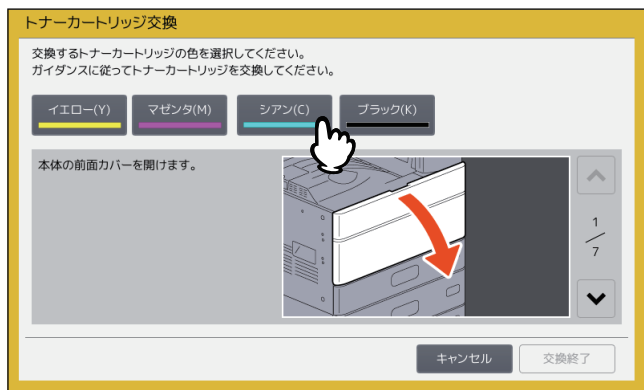 トナーカートリッジ交換
交換するトナーカートリッジの色を選択してください。
ガイダンスに従ってトナーカートリッジを交換してください。
イエロー(Y) マゼンタ(M) シアン(C) ブラック(K)
本体の前面カバーを開けます。
1
7
キャンセル 交換終了